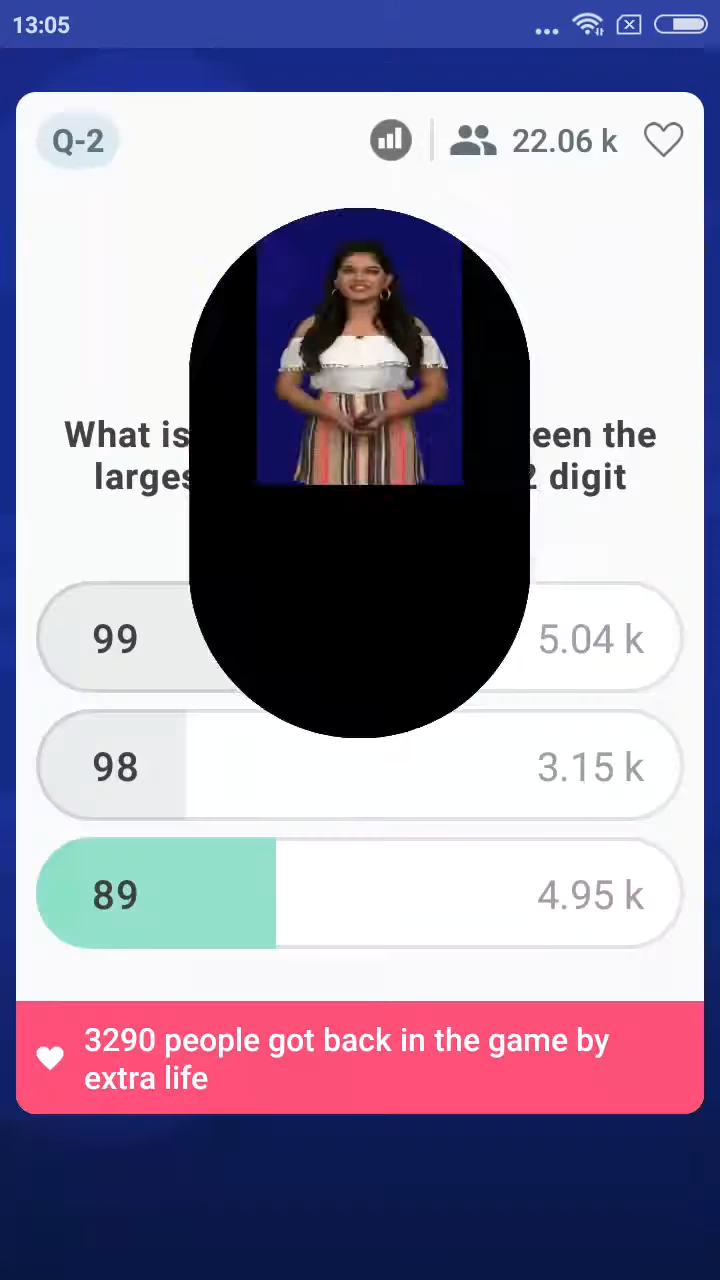 13:05
Q-2
22.06 k
What is een the
larges digit
99 5.04 k
98 3.15 k
89 4.95 k
3290 people got back in the game by
extra life